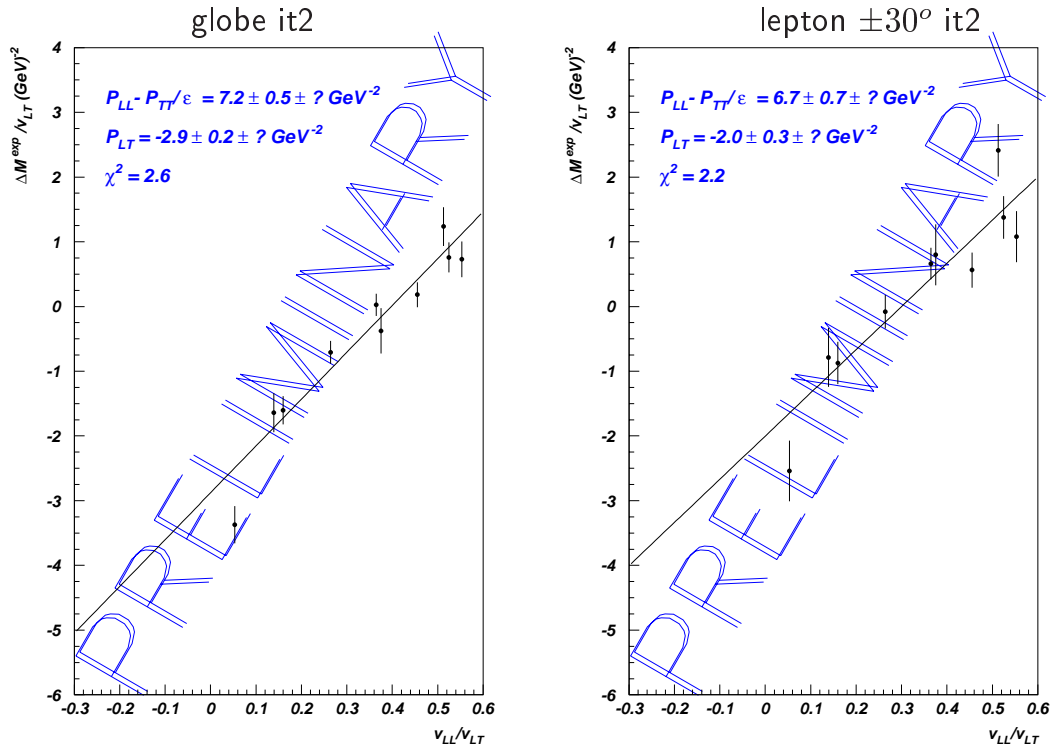 globe it2
ΔM^exp/v_LT (GeV)^-2
P_LL - P_TT/ε = 7.2 ± 0.5 ± ? GeV^-2
P_LT = -2.9 ± 0.2 ± ? GeV^-2
χ^2 = 2.6
PRELIMINARY
4
3
2
1
0
-1
-2
-3
-4
-5
-6
-0.3 -0.2 -0.1 0 0.1 0.2 0.3 0.4 0.5 0.6
v_LL/v_LT
lepton ±30° it2
ΔM^exp/v_LT (GeV)^-2
P_LL - P_TT/ε = 6.7 ± 0.7 ± ? GeV^-2
P_LT = -2.0 ± 0.3 ± ? GeV^-2
χ^2 = 2.2
PRELIMINARY
4
3
2
1
0
-1
-2
-3
-4
-5
-6
-0.3 -0.2 -0.1 0 0.1 0.2 0.3 0.4 0.5 0.6
v_LL/v_LT